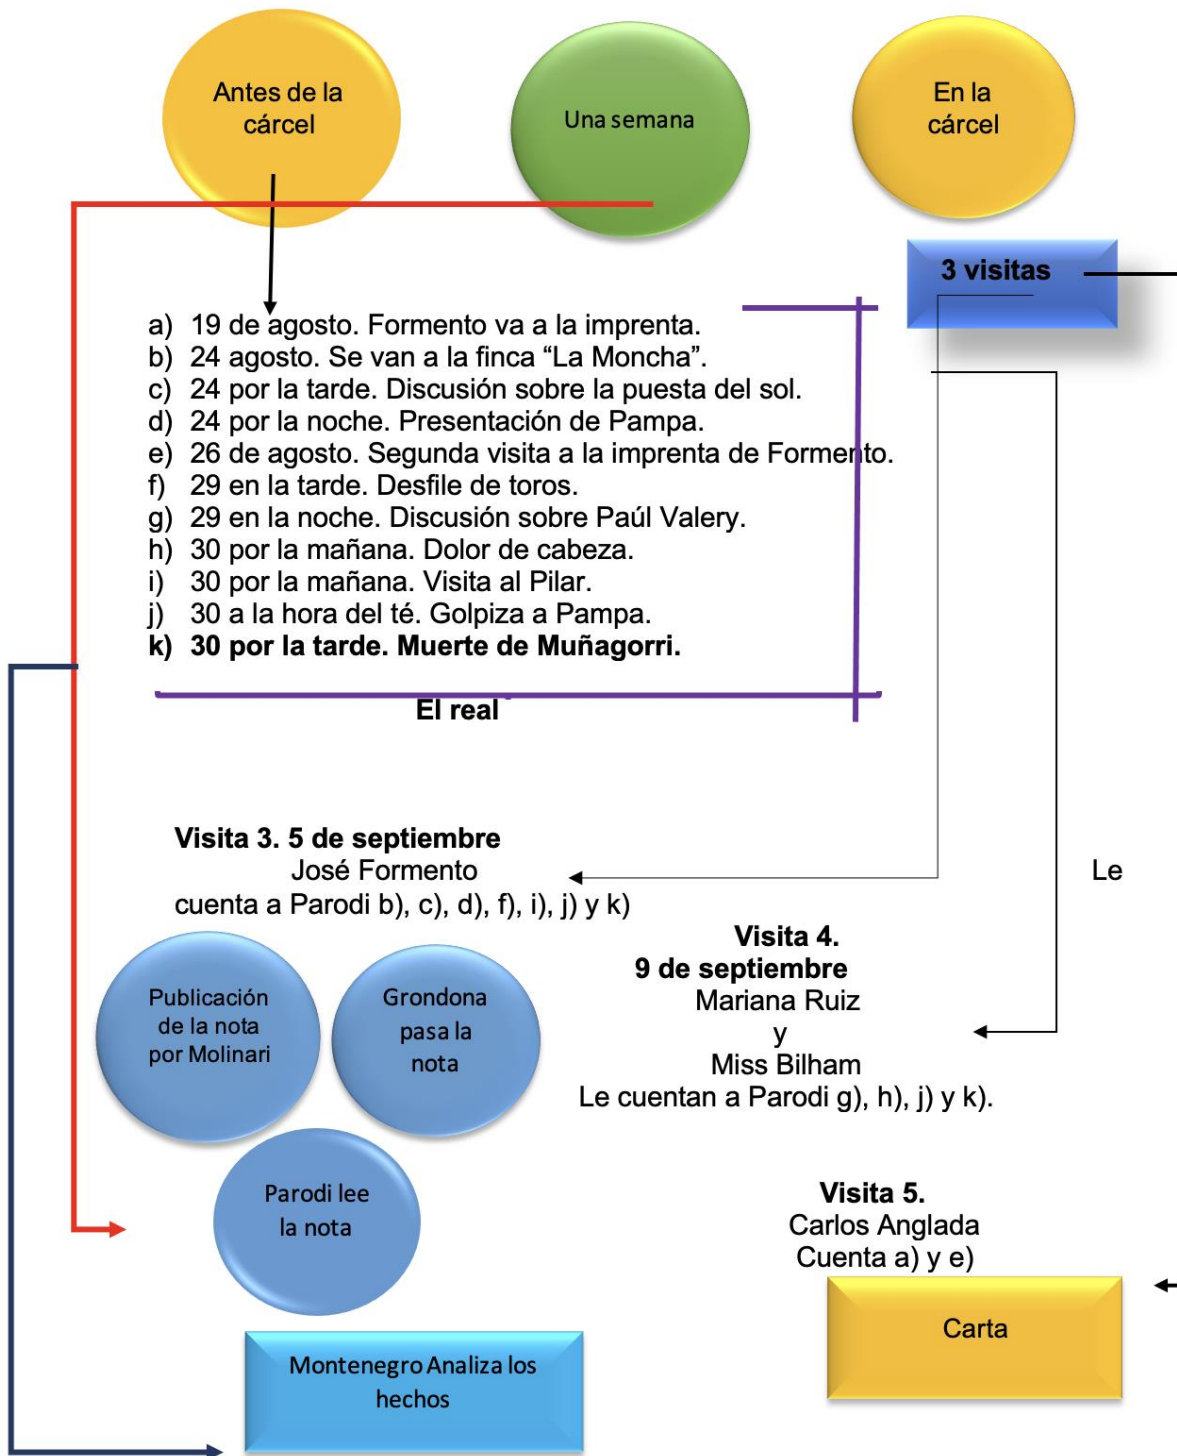 Antes de la
cárcel
Una semana
En la
cárcel
3 visitas
a) 19 de agosto. Formento va a la imprenta.
b) 24 agosto. Se van a la finca “La Moncha”.
c) 24 por la tarde. Discusión sobre la puesta del sol.
d) 24 por la noche. Presentación de Pampa.
e) 26 de agosto. Segunda visita a la imprenta de Formento.
f) 29 en la tarde. Desfile de toros.
g) 29 en la noche. Discusión sobre Paúl Valery.
h) 30 por la mañana. Dolor de cabeza.
i) 30 por la mañana. Visita al Pilar.
j) 30 a la hora del té. Golpiza a Pampa.
k) 30 por la tarde. Muerte de Muñagorri.
El real
Visita 3. 5 de septiembre
José Formento
Le
cuenta a Parodi b), c), d), f), i), j) y k)
Visita 4.
9 de septiembre
Mariana Ruiz
y
Miss Bilham
Le cuentan a Parodi g), h), j) y k).
Publicación
de la nota
por Molinari
Grondona
pasa la
nota
Parodi lee
la nota
Visita 5.
Carlos Anglada
Cuenta a) y e)
Carta
Montenegro Analiza los
hechos